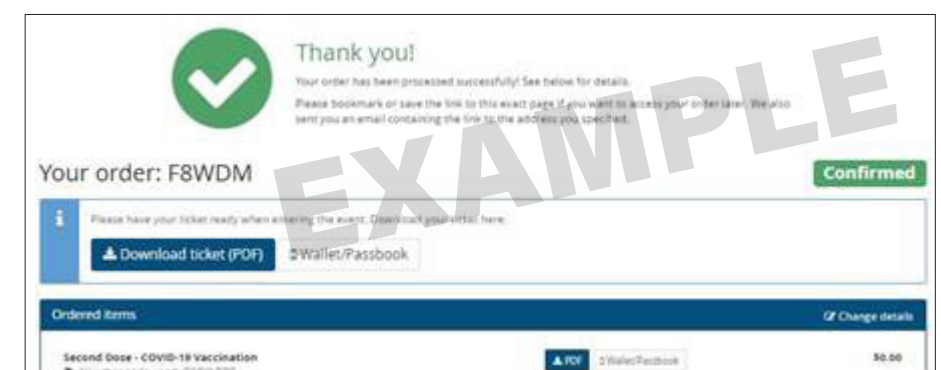 Thank you!
Your order has been processed successfully! See below for details.
Please bookmark or save the link to this exact page if you want to access your order later. We also
sent you an email containing the link to the address you specified.
EXAMPLE
Your order: F8WDM
Confirmed
Please have your ticket ready when entering the event. Download your ticket here:
Download ticket (PDF) Wallet/Passbook
Ordered items Change details
Second Dose - COVID-19 Vaccination PDF Wallet/Passbook $0.00